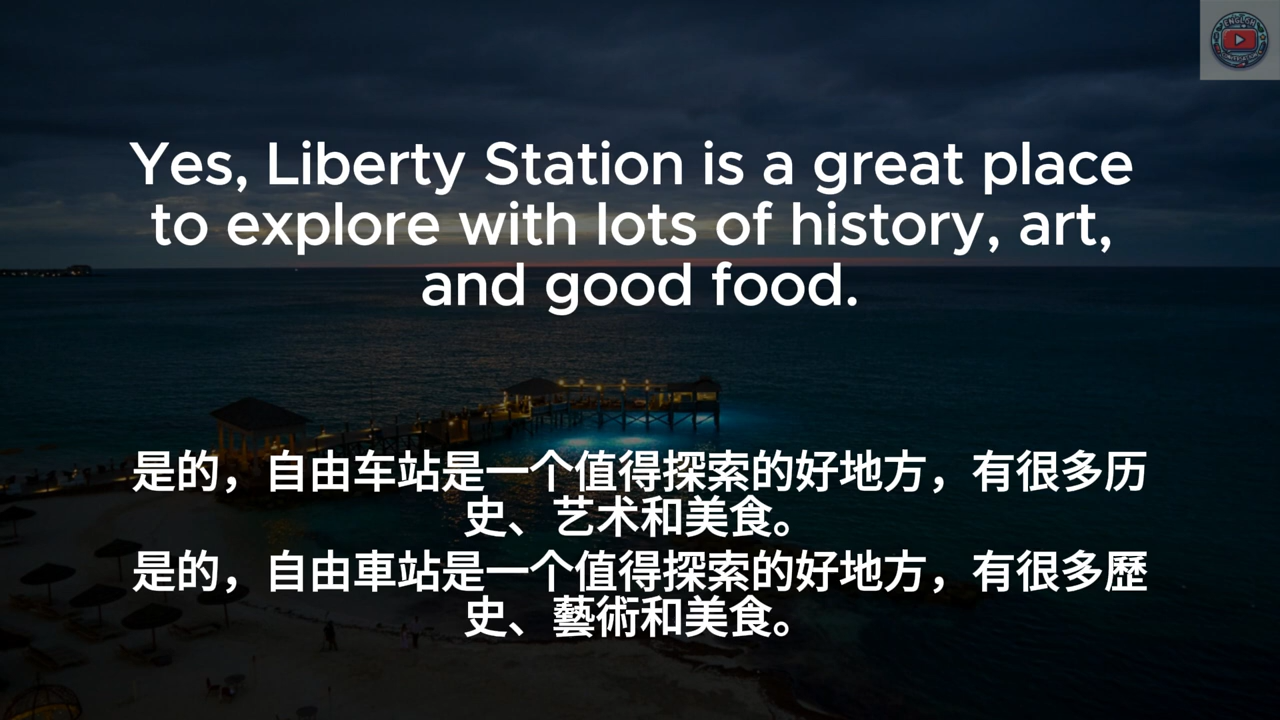 Yes, Liberty Station is a great place
to explore with lots of history, art,
and good food.
是的，自由车站是一个值得探索的好地方，有很多历
史、艺术和美食。
是的，自由車站是一个值得探索的好地方，有很多歷
史、藝術和美食。